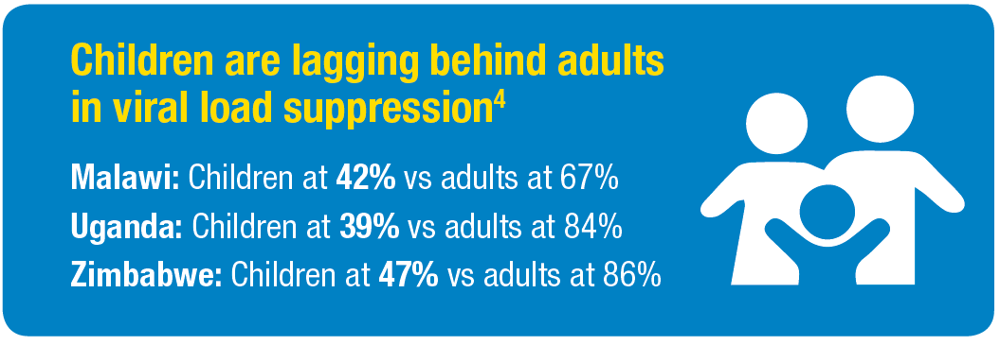 Children are lagging behind adults
in viral load suppression⁴
Malawi: Children at 42% vs adults at 67%
Uganda: Children at 39% vs adults at 84%
Zimbabwe: Children at 47% vs adults at 86%